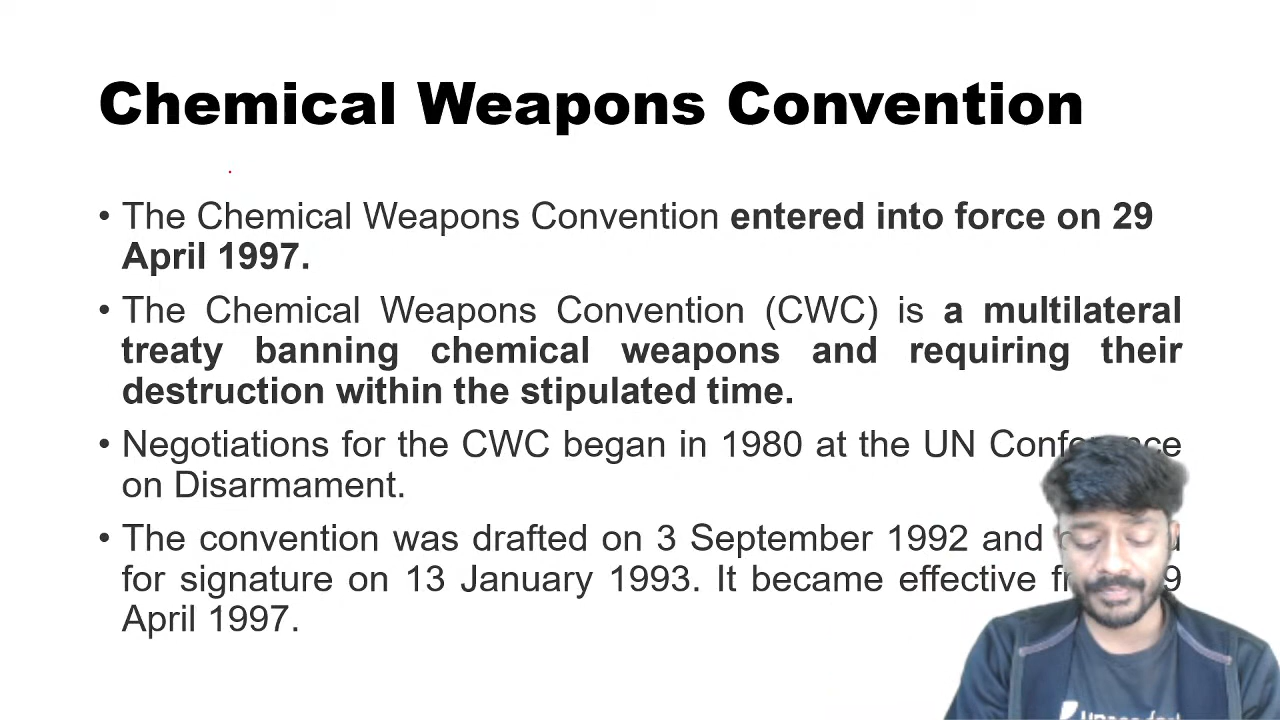 Chemical Weapons Convention
• The Chemical Weapons Convention entered into force on 29
April 1997.
• The Chemical Weapons Convention (CWC) is a multilateral
treaty banning chemical weapons and requiring their
destruction within the stipulated time.
• Negotiations for the CWC began in 1980 at the UN Conference
on Disarmament.
• The convention was drafted on 3 September 1992 and
for signature on 13 January 1993. It became effective 9
April 1997.